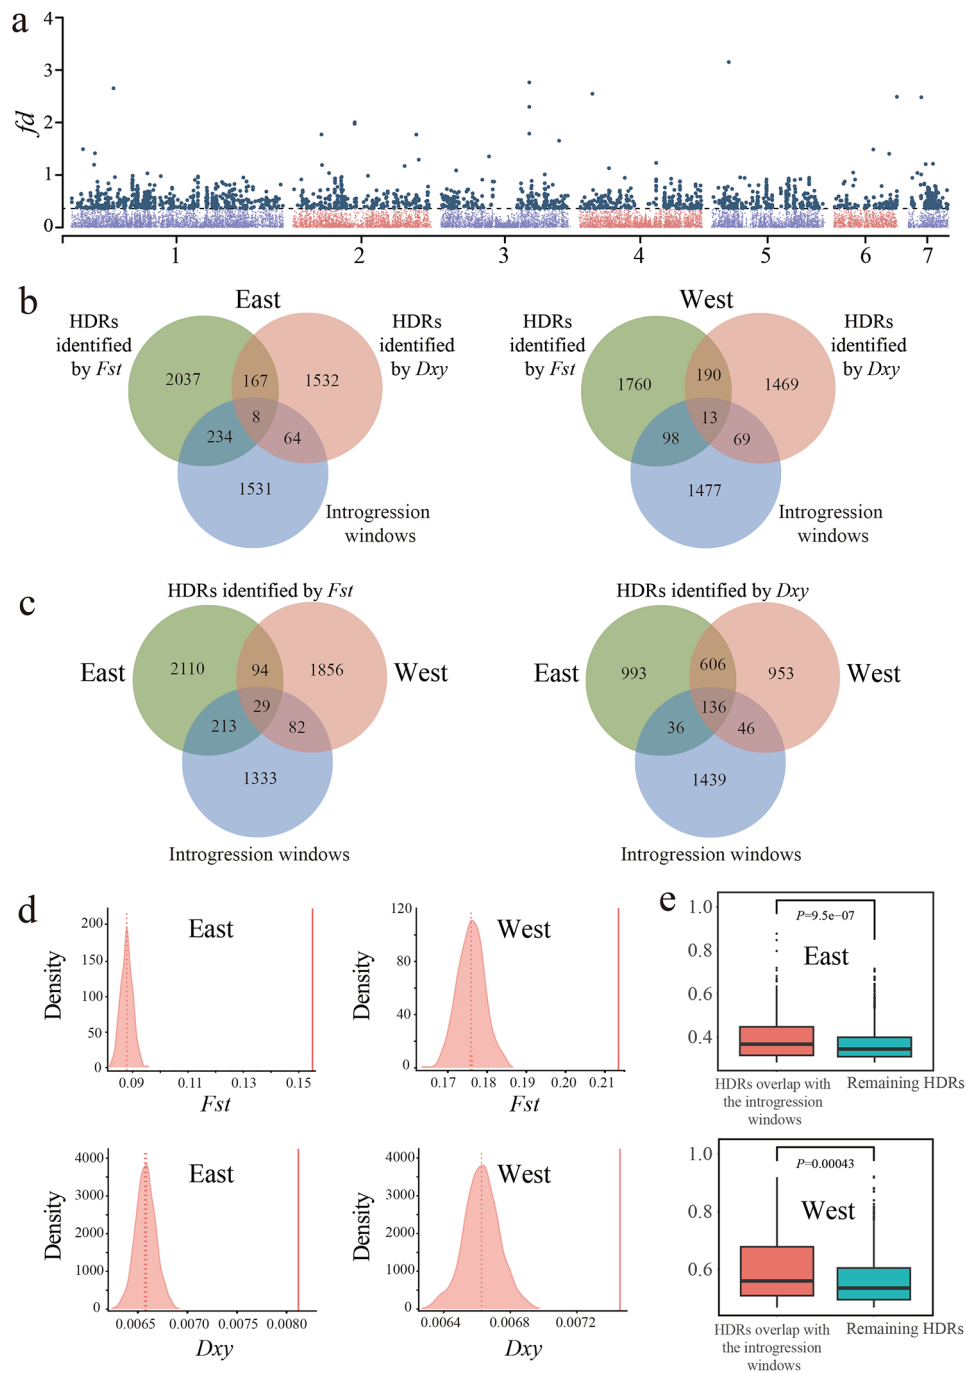 a
4
3
2
1
0
fd
1 2 3 4 5 6 7
b
East
HDRs
identified
by Fst
HDRs
identified
by Dxy
2037
167
1532
8
234
64
1531
Introgression
windows
West
HDRs
identified
by Fst
HDRs
identified
by Dxy
1760
190
1469
13
98
69
1477
Introgression
windows
c
HDRs identified by Fst
East
West
2110
94
1856
29
213
82
1333
Introgression windows
HDRs identified by Dxy
East
West
993
606
953
136
36
46
1439
Introgression windows
d
East
Density
200
150
100
50
0
0.09 0.11 0.13 0.15
Fst
West
Density
120
80
40
0
0.17 0.18 0.19 0.20 0.21
Fst
East
Density
4000
3000
2000
1000
0
0.0065 0.0070 0.0075 0.0080
Dxy
West
Density
4000
3000
2000
1000
0
0.0064 0.0068 0.0072
Dxy
e
1.0
0.8
0.6
0.4
P=9.5e−07
East
HDRs overlap with
the introgression
windows
Remaining HDRs
1.0
0.8
0.6
P=0.00043
West
HDRs overlap with
the introgression
windows
Remaining HDRs